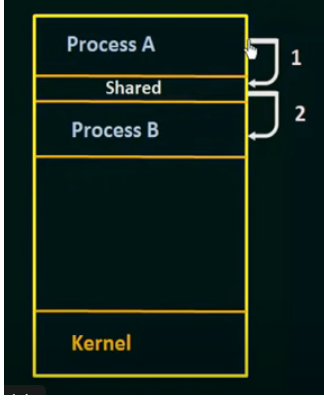 Process A
1
Shared
2
Process B
Kernel